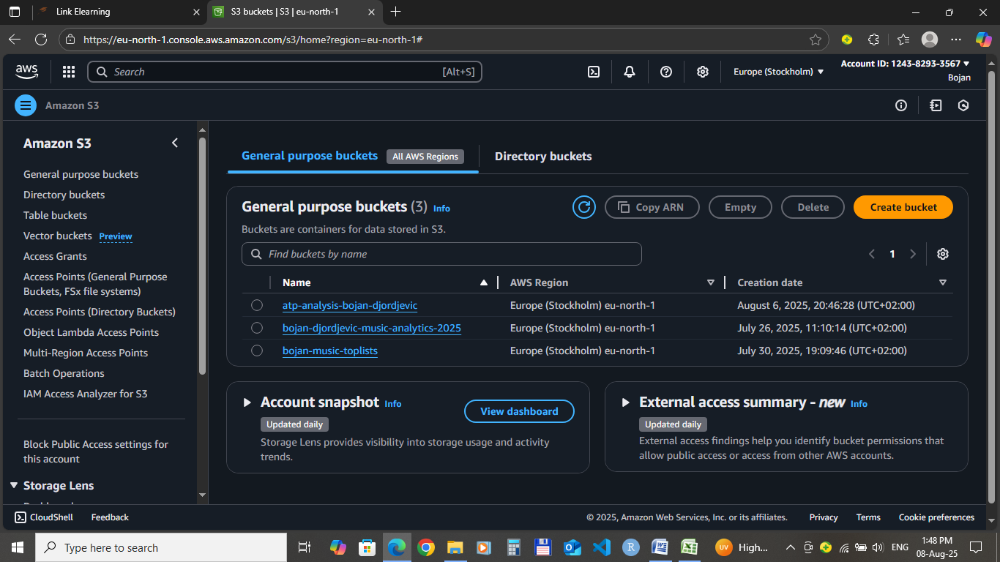 Link Elearning
S3 buckets | S3 | eu-north-1
https://eu-north-1.console.aws.amazon.com/s3/home?region=eu-north-1#
aws
Search
[Alt+S]
Europe (Stockholm)
Account ID: 1243-8293-3567
Bojan
Amazon S3
Amazon S3
General purpose buckets
Directory buckets
Table buckets
Vector buckets Preview
Access Grants
Access Points (General Purpose
Buckets, FSx file systems)
Access Points (Directory Buckets)
Object Lambda Access Points
Multi-Region Access Points
Batch Operations
IAM Access Analyzer for S3
Block Public Access settings for
this account
Storage Lens
General purpose buckets All AWS Regions
Directory buckets
General purpose buckets (3) Info
Copy ARN
Empty
Delete
Create bucket
Buckets are containers for data stored in S3.
Find buckets by name
1
Name AWS Region Creation date
atp-analysis-bojan-djordjevic Europe (Stockholm) eu-north-1 August 6, 2025, 20:46:28 (UTC+02:00)
bojan-djordjevic-music-analytics-2025 Europe (Stockholm) eu-north-1 July 26, 2025, 11:10:14 (UTC+02:00)
bojan-music-toplists Europe (Stockholm) eu-north-1 July 30, 2025, 19:09:46 (UTC+02:00)
Account snapshot Info
Updated daily
View dashboard
Storage Lens provides visibility into storage usage and activity
trends.
External access summary - new Info
Updated daily
External access findings help you identify bucket permissions that
allow public access or access from other AWS accounts.
CloudShell
Feedback
© 2025, Amazon Web Services, Inc. or its affiliates.
Privacy
Terms
Cookie preferences
Type here to search
UV
High...
ENG
1:48 PM
08-Aug-25